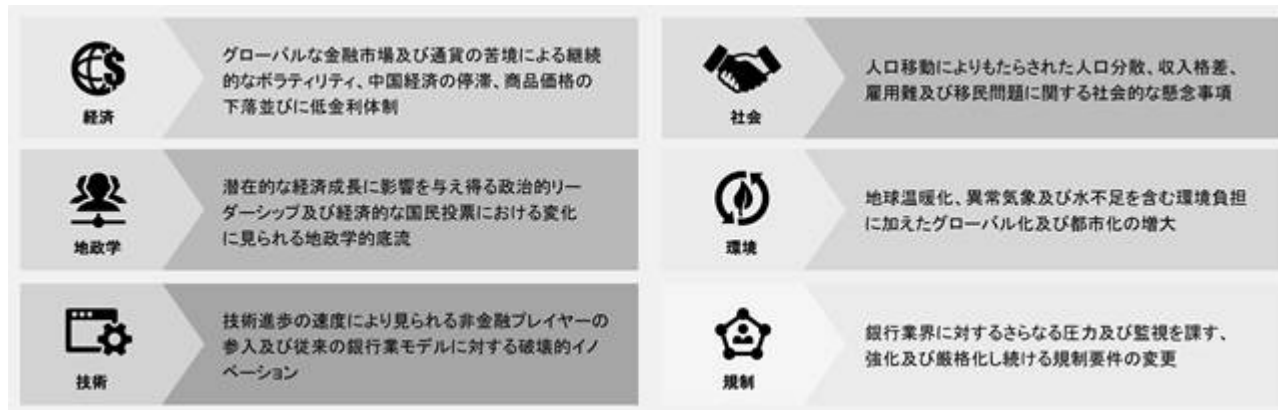 グローバルな金融市場及び通貨の苦境による継続
的なボラティリティ、中国経済の停滞、商品価格の
下落並びに低金利体制
経済
人口移動によりもたらされた人口分散、収入格差、
雇用難及び移民問題に関する社会的な懸念事項
社会
潜在的な経済成長に影響を与え得る政治的リー
ダーシップ及び経済的な国民投票における変化
に見られる地政学的底流
地政学
地球温暖化、異常気象及び水不足を含む環境負担
に加えたグローバル化及び都市化の増大
環境
技術進歩の速度により見られる非金融プレイヤーの
参入及び従来の銀行業モデルに対する破壊的イノ
ベーション
技術
銀行業界に対するさらなる圧力及び監視を課す、
強化及び厳格化し続ける規制要件の変更
規制